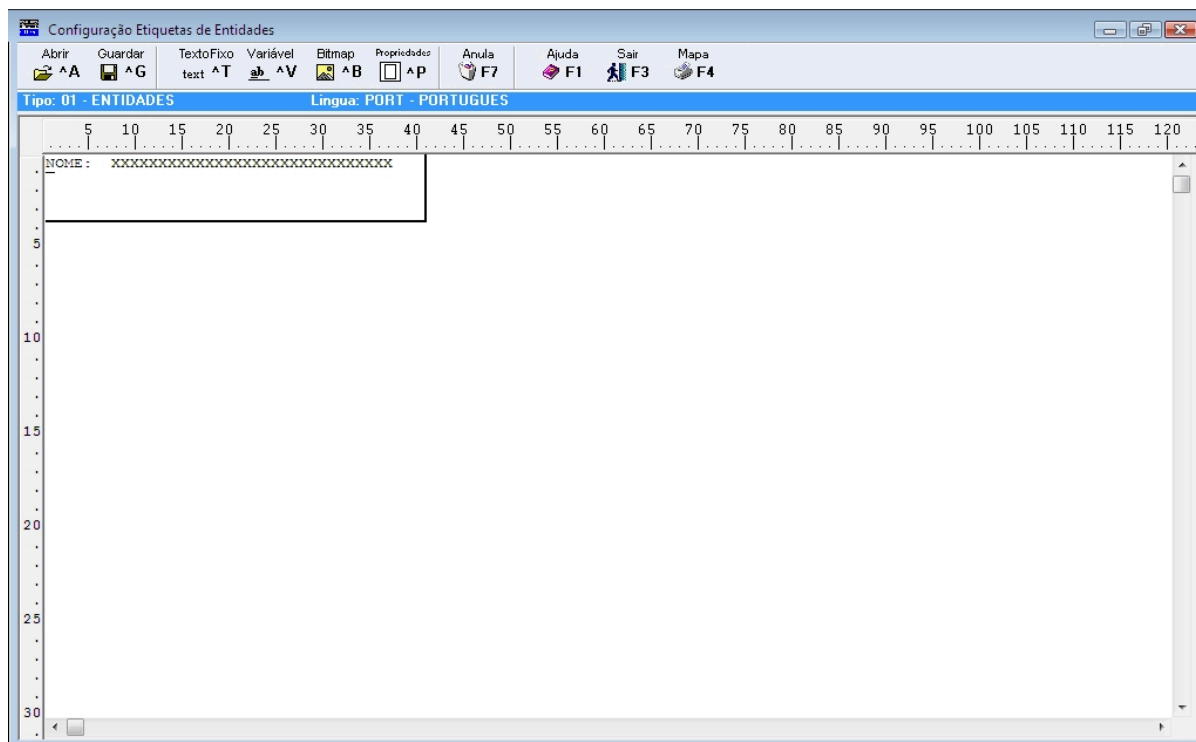 Configuração Etiquetas de Entidades
Abrir Guardar TextoFixo Variável Bitmap Propriedades Anula Ajuda Sair Mapa
^A ^G text ^T ab ^V ^B ^P F7 F1 F3 F4
Tipo: 01 - ENTIDADES Lingua: PORT - PORTUGUES
5 10 15 20 25 30 35 40 45 50 55 60 65 70 75 80 85 90 95 100 105 110 115 120
NOME: XXXXXXXXXXXXXXXXXXXXXXXXXXXXXX
5
10
15
20
25
30